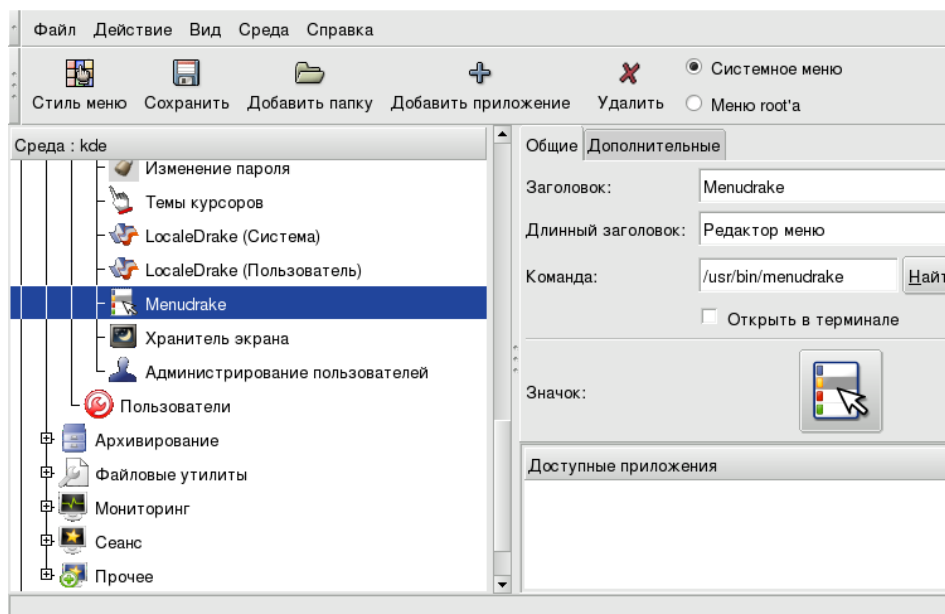 Файл Действие Вид Среда Справка
Стиль меню Сохранить Добавить папку Добавить приложение Удалить
Системное меню
Меню root'а
Среда : kde
Изменение пароля
Темы курсоров
LocaleDrake (Система)
LocaleDrake (Пользователь)
Menudrake
Хранитель экрана
Администрирование пользователей
Пользователи
Архивирование
Файловые утилиты
Мониторинг
Сеанс
Прочее
Общие Дополнительные
Заголовок: Menudrake
Длинный заголовок: Редактор меню
Команда: /usr/bin/menudrake Найт
Открыть в терминале
Значок:
Доступные приложения